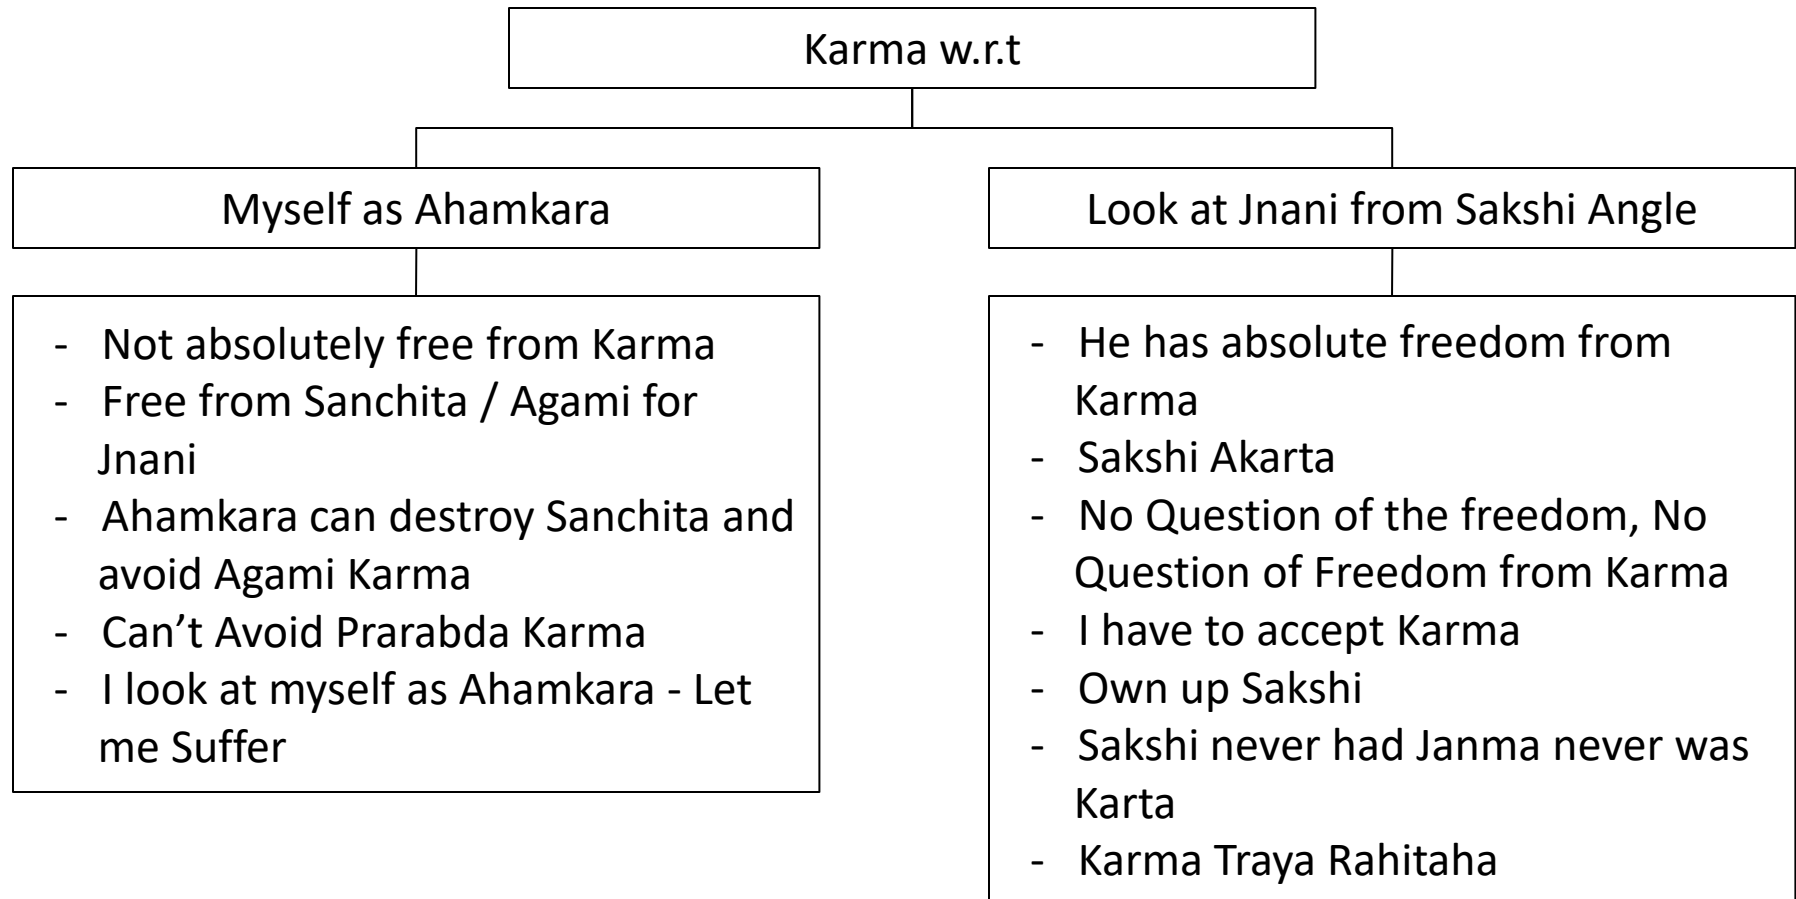 Karma w.r.t
Myself as Ahamkara
- Not absolutely free from Karma
- Free from Sanchita / Agami for
Jnani
- Ahamkara can destroy Sanchita and
avoid Agami Karma
- Can’t Avoid Prarabda Karma
- I look at myself as Ahamkara - Let
me Suffer
Look at Jnani from Sakshi Angle
- He has absolute freedom from
Karma
- Sakshi Akarta
- No Question of the freedom, No
Question of Freedom from Karma
- I have to accept Karma
- Own up Sakshi
- Sakshi never had Janma never was
Karta
- Karma Traya Rahitaha